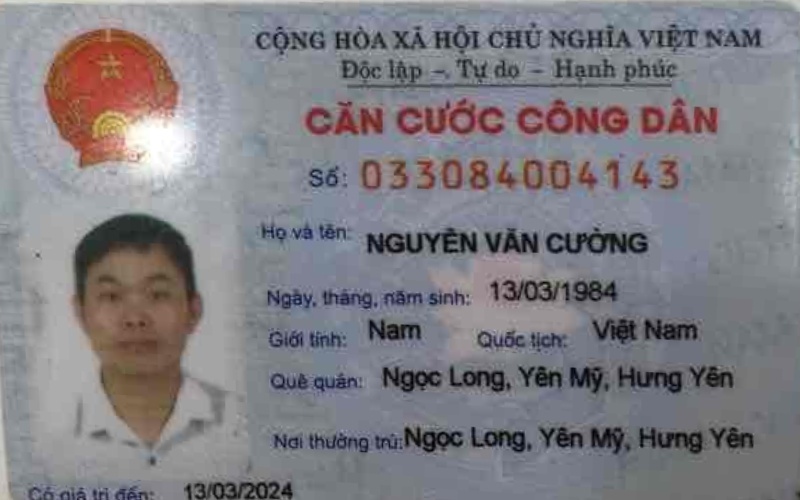 CỘNG HÒA XÃ HỘI CHỦ NGHĨA VIỆT NAM
Độc lập – Tự do – Hạnh phúc
CĂN CƯỚC CÔNG DÂN
Số: 033084004143
Họ và tên: NGUYỄN VĂN CƯỜNG
Ngày, tháng, năm sinh: 13/03/1984
Giới tính: Nam Quốc tịch: Việt Nam
Quê quán: Ngọc Long, Yên Mỹ, Hưng Yên
Nơi thường trú: Ngọc Long, Yên Mỹ, Hưng Yên
Có giá trị đến: 13/03/2024